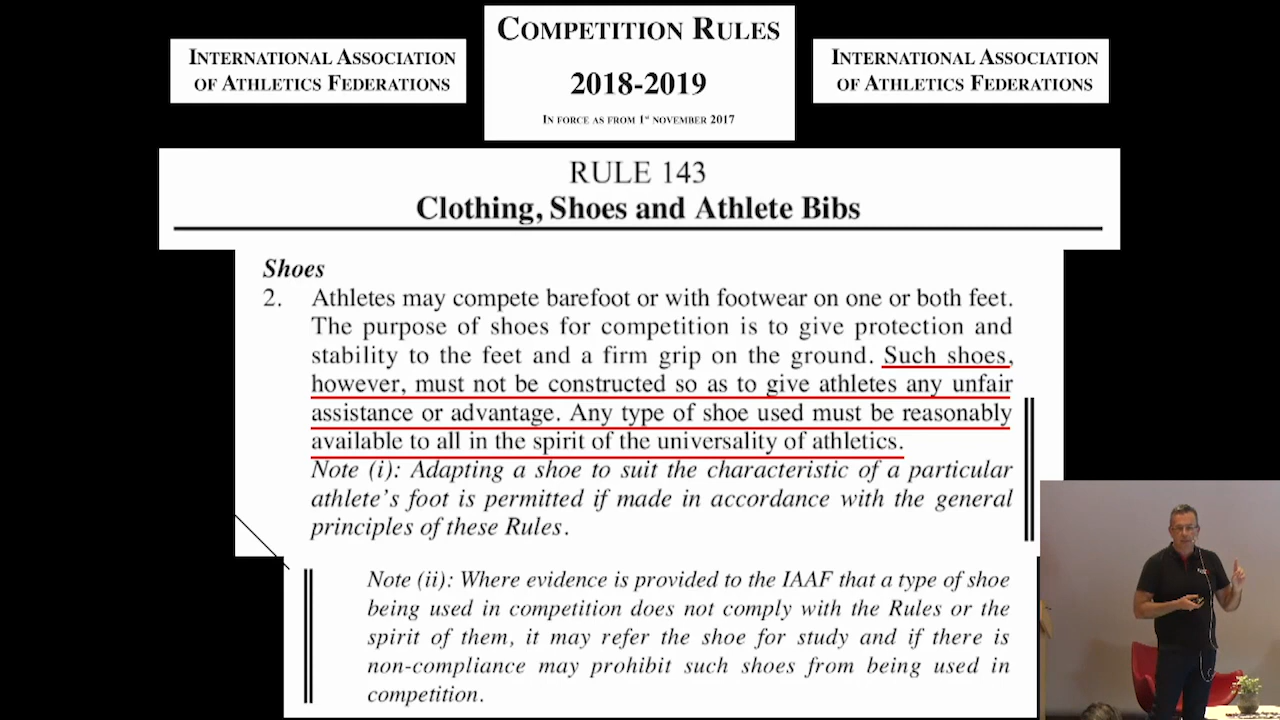 INTERNATIONAL ASSOCIATION
OF ATHLETICS FEDERATIONS
COMPETITION RULES
2018-2019
IN FORCE AS FROM 1st NOVEMBER 2017
INTERNATIONAL ASSOCIATION
OF ATHLETICS FEDERATIONS
RULE 143
Clothing, Shoes and Athlete Bibs
Shoes
2. Athletes may compete barefoot or with footwear on one or both feet.
The purpose of shoes for competition is to give protection and
stability to the feet and a firm grip on the ground. Such shoes,
however, must not be constructed so as to give athletes any unfair
assistance or advantage. Any type of shoe used must be reasonably
available to all in the spirit of the universality of athletics.
Note (i): Adapting a shoe to suit the characteristic of a particular
athlete's foot is permitted if made in accordance with the general
principles of these Rules.
Note (ii): Where evidence is provided to the IAAF that a type of shoe
being used in competition does not comply with the Rules or the
spirit of them, it may refer the shoe for study and if there is
non-compliance may prohibit such shoes from being used in
competition.